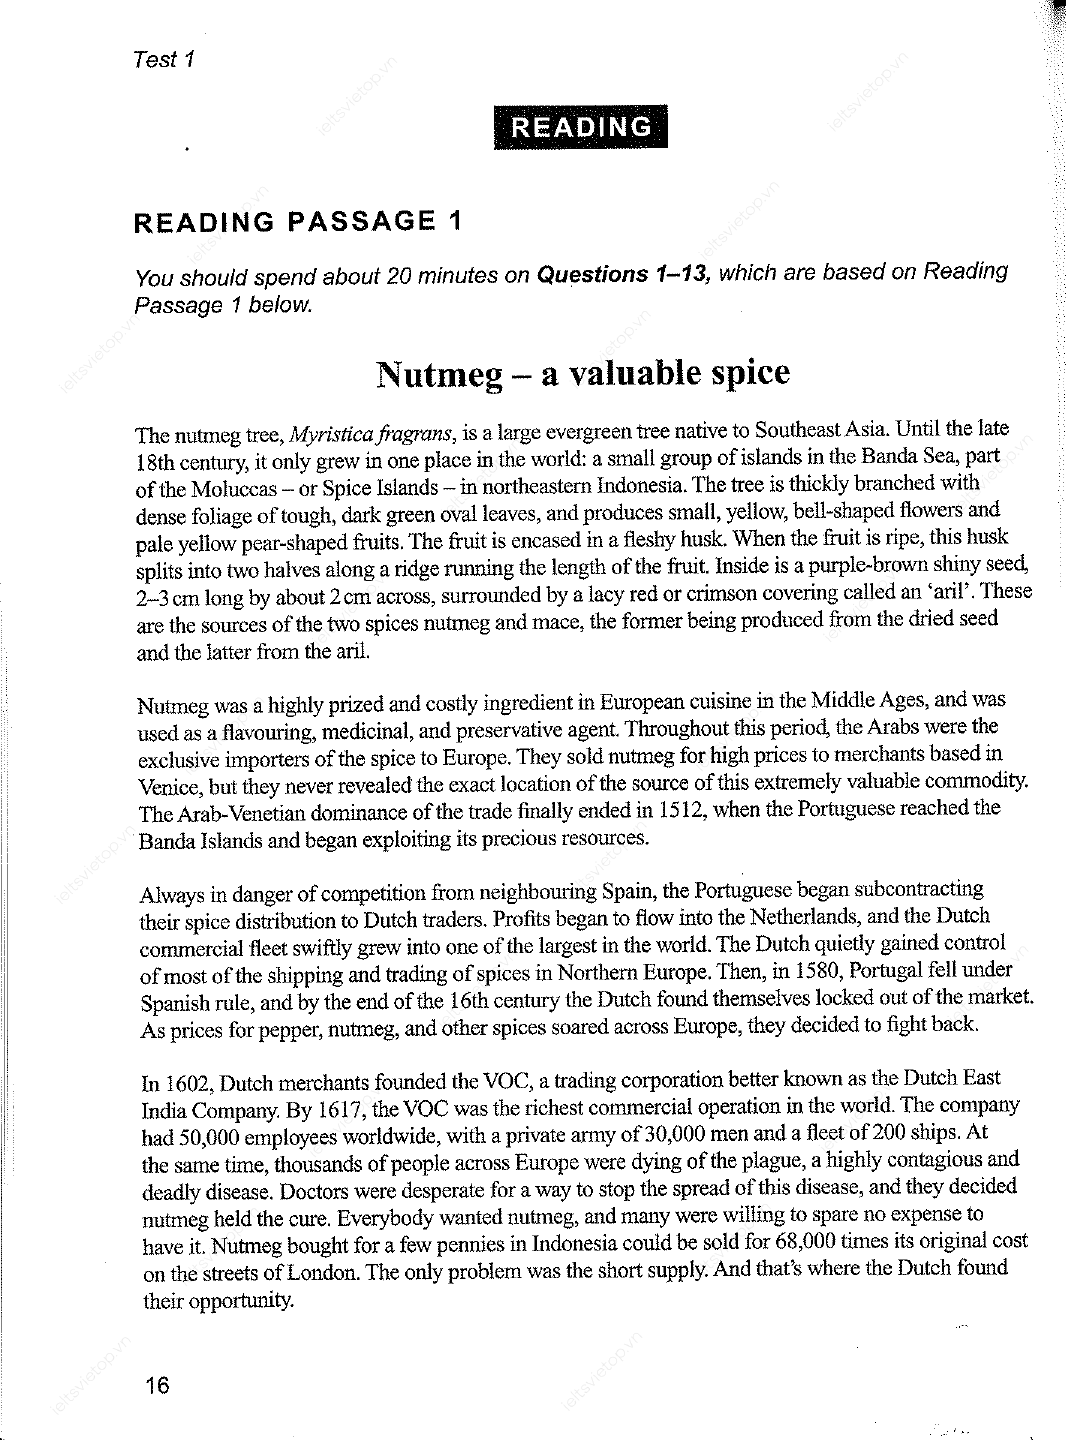 Test 1
READING
READING PASSAGE 1
You should spend about 20 minutes on Questions 1–13, which are based on Reading
Passage 1 below.
Nutmeg – a valuable spice
The nutmeg tree, Myristica fragrans, is a large evergreen tree native to Southeast Asia. Until the late
18th century, it only grew in one place in the world: a small group of islands in the Banda Sea, part
of the Moluccas – or Spice Islands – in northeastern Indonesia. The tree is thickly branched with
dense foliage of tough, dark green oval leaves, and produces small, yellow, bell-shaped flowers and
pale yellow pear-shaped fruits. The fruit is encased in a fleshy husk. When the fruit is ripe, this husk
splits into two halves along a ridge running the length of the fruit. Inside is a purple-brown shiny seed,
2–3 cm long by about 2 cm across, surrounded by a lacy red or crimson covering called an ‘aril’. These
are the sources of the two spices nutmeg and mace, the former being produced from the dried seed
and the latter from the aril.
Nutmeg was a highly prized and costly ingredient in European cuisine in the Middle Ages, and was
used as a flavouring, medicinal, and preservative agent. Throughout this period, the Arabs were the
exclusive importers of the spice to Europe. They sold nutmeg for high prices to merchants based in
Venice, but they never revealed the exact location of the source of this extremely valuable commodity.
The Arab-Venetian dominance of the trade finally ended in 1512, when the Portuguese reached the
Banda Islands and began exploiting its precious resources.
Always in danger of competition from neighbouring Spain, the Portuguese began subcontracting
their spice distribution to Dutch traders. Profits began to flow into the Netherlands, and the Dutch
commercial fleet swiftly grew into one of the largest in the world. The Dutch quietly gained control
of most of the shipping and trading of spices in Northern Europe. Then, in 1580, Portugal fell under
Spanish rule, and by the end of the 16th century the Dutch found themselves locked out of the market.
As prices for pepper, nutmeg, and other spices soared across Europe, they decided to fight back.
In 1602, Dutch merchants founded the VOC, a trading corporation better known as the Dutch East
India Company. By 1617, the VOC was the richest commercial operation in the world. The company
had 50,000 employees worldwide, with a private army of 30,000 men and a fleet of 200 ships. At
the same time, thousands of people across Europe were dying of the plague, a highly contagious and
deadly disease. Doctors were desperate for a way to stop the spread of this disease, and they decided
nutmeg held the cure. Everybody wanted nutmeg, and many were willing to spare no expense to
have it. Nutmeg bought for a few pennies in Indonesia could be sold for 68,000 times its original cost
on the streets of London. The only problem was the short supply. And that’s where the Dutch found
their opportunity.
16
ieltsvietop.vn